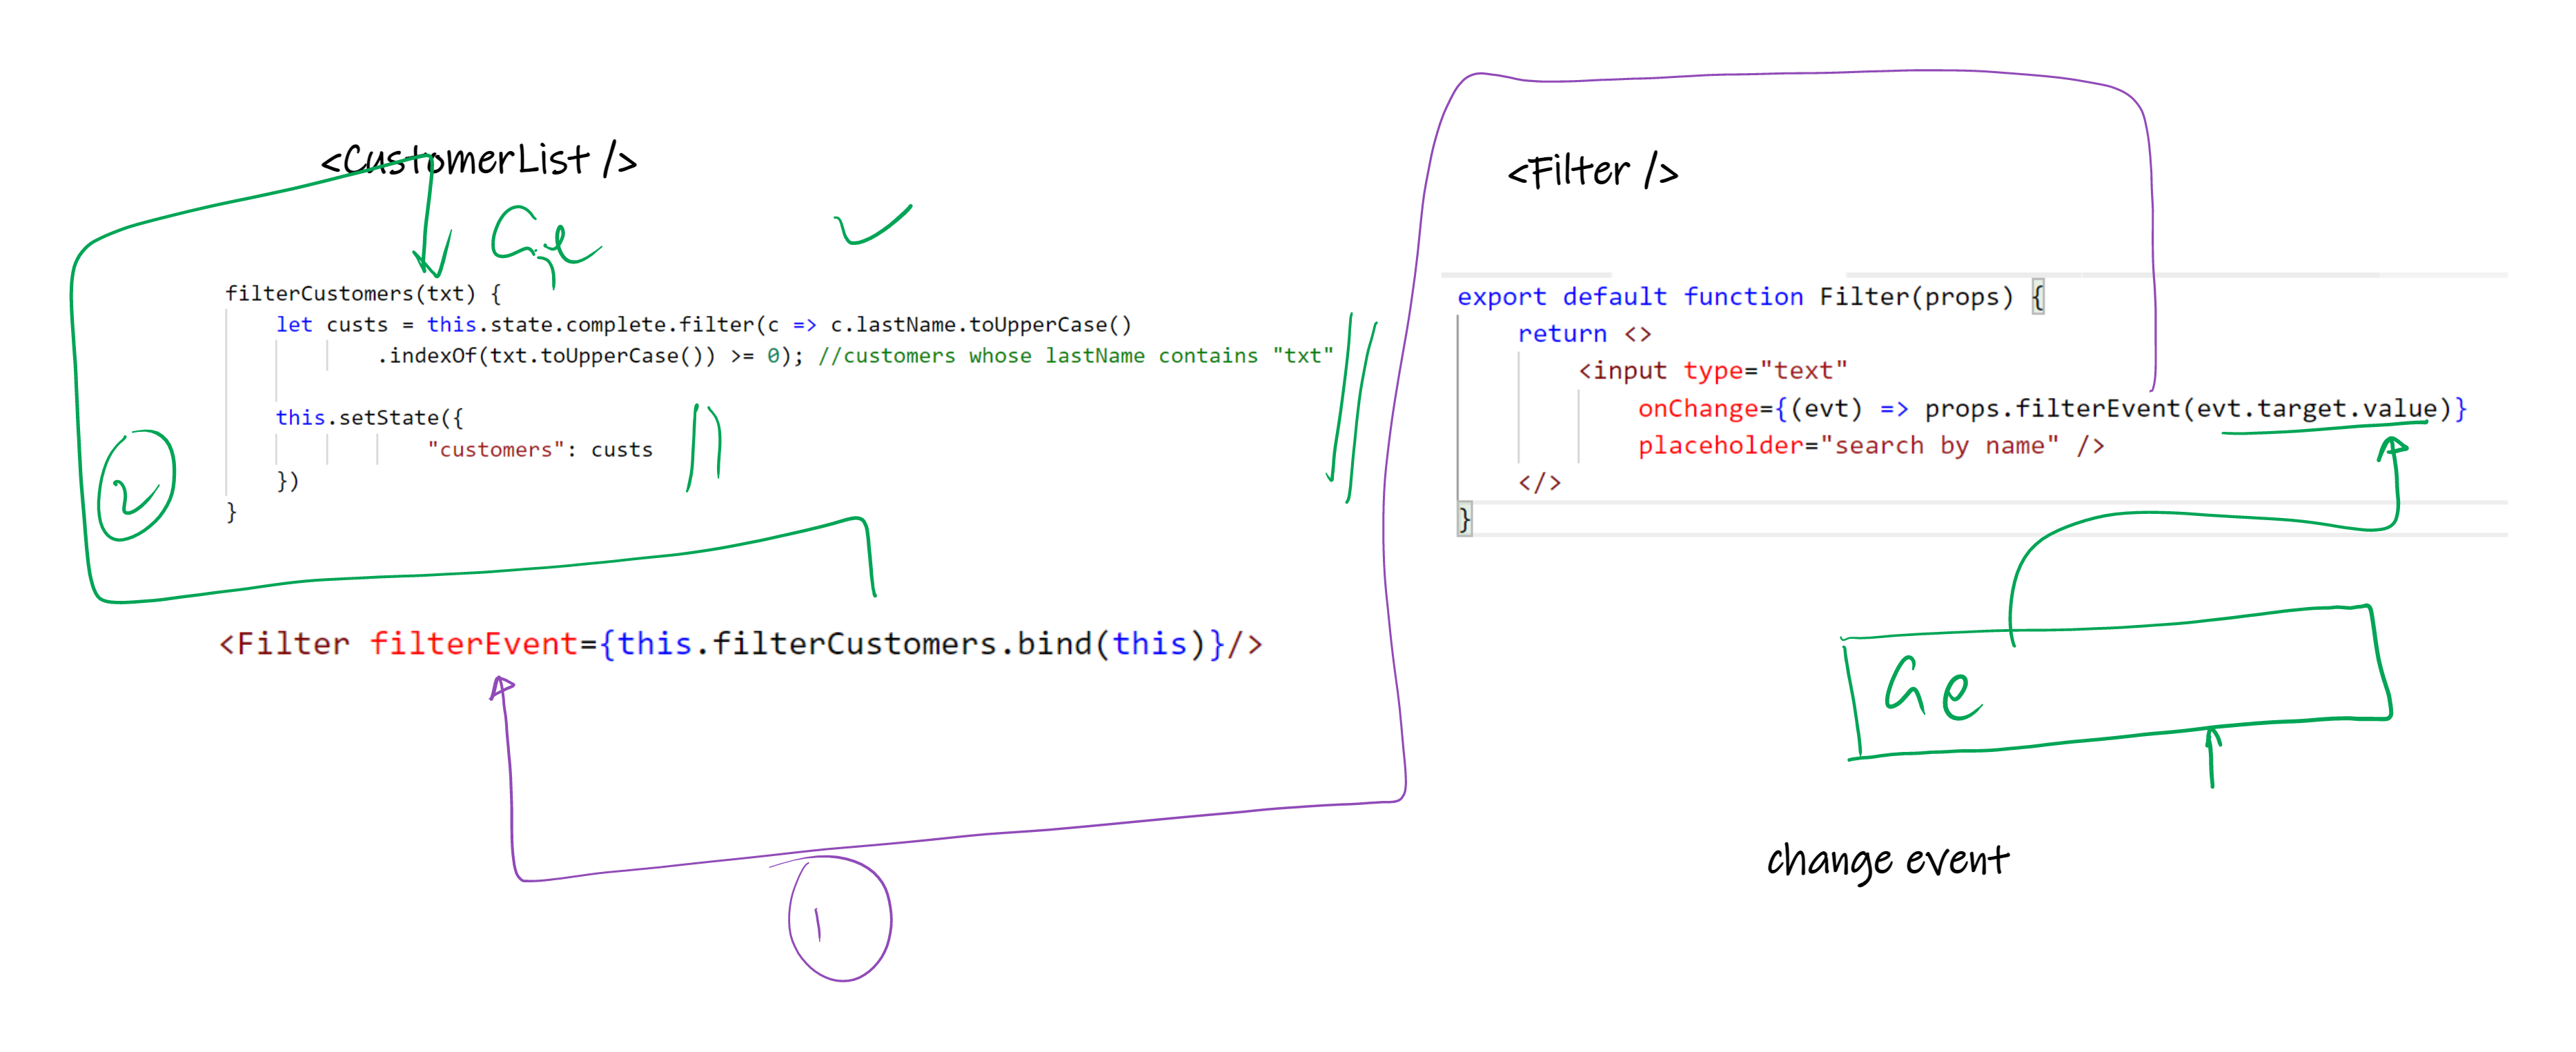 <CustomerList />
Ge
filterCustomers(txt) {
let custs = this.state.complete.filter(c => c.lastName.toUpperCase()
.indexOf(txt.toUpperCase()) >= 0); //customers whose lastName contains "txt"
this.setState({
"customers": custs
})
}
2
<Filter filterEvent={this.filterCustomers.bind(this)}/>
1
<Filter />
export default function Filter(props) {
return <>
<input type="text"
onChange={(evt) => props.filterEvent(evt.target.value)}
placeholder="search by name" />
</>
}
Ge
change event